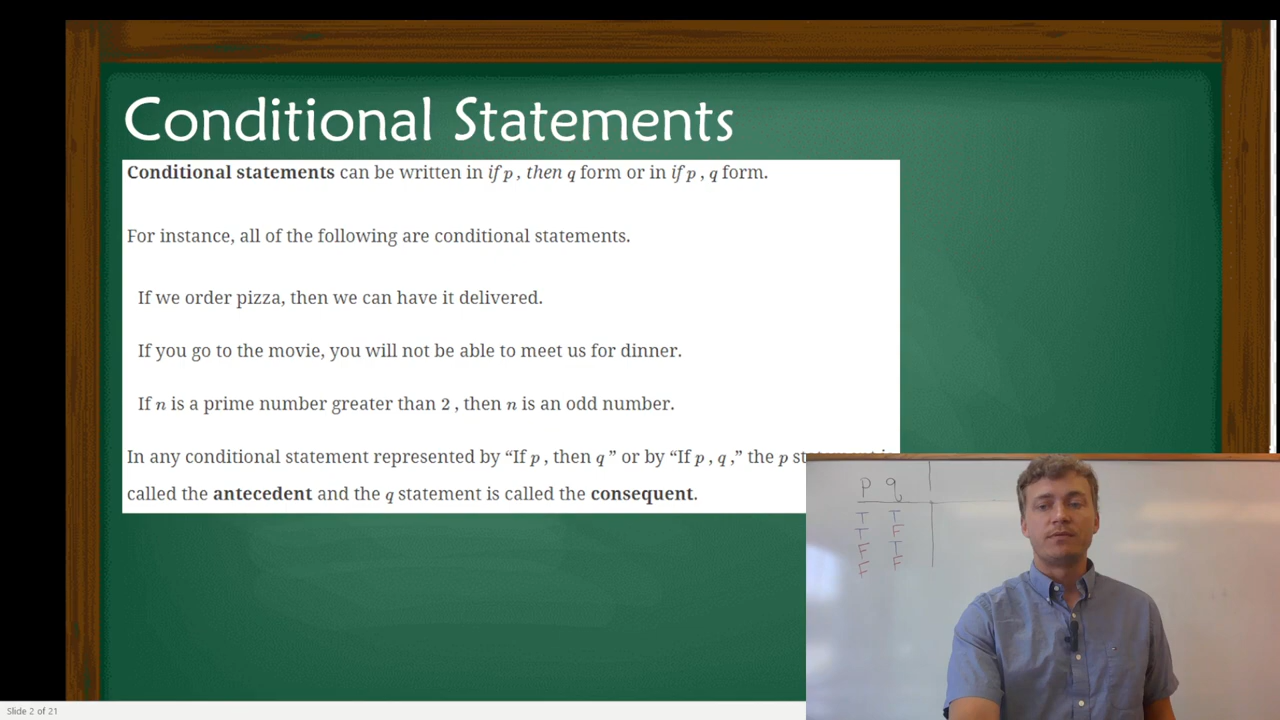 Conditional Statements
Conditional statements can be written in if p, then q form or in if p, q form.
For instance, all of the following are conditional statements.
If we order pizza, then we can have it delivered.
If you go to the movie, you will not be able to meet us for dinner.
If n is a prime number greater than 2, then n is an odd number.
In any conditional statement represented by “If p, then q” or by “If p, q,” the p
called the antecedent and the q statement is called the consequent.
p q
T T
T F
F T
F F
Slide 2 of 21